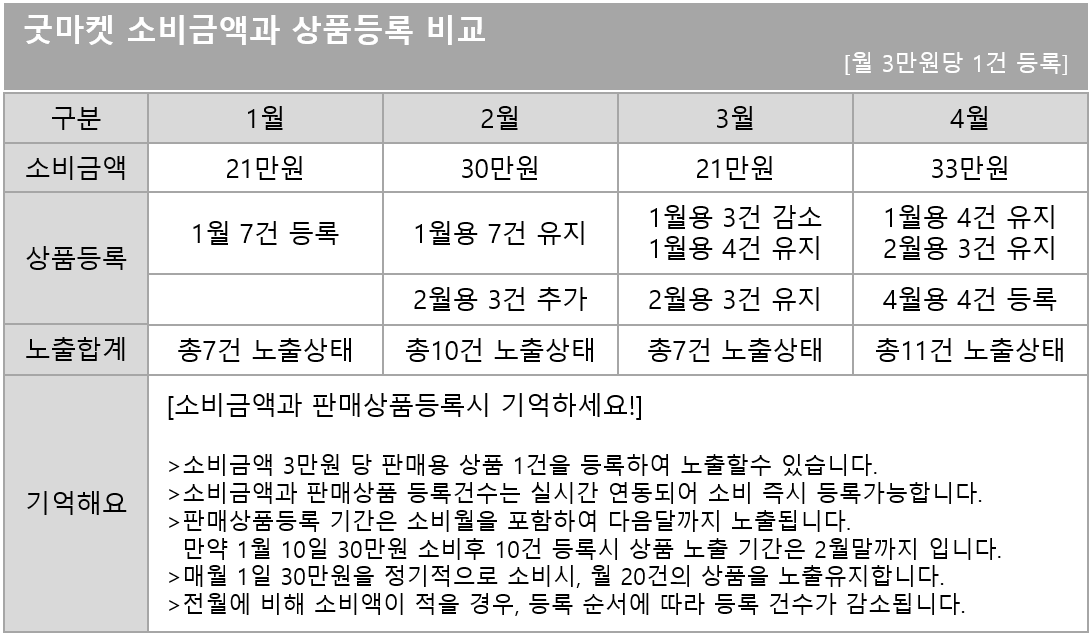 굿마켓 소비금액과 상품등록 비교
[월 3만원당 1건 등록]
구분 1월 2월 3월 4월
소비금액 21만원 30만원 21만원 33만원
상품등록
1월 7건 등록
1월용 7건 유지
1월용 3건 감소
1월용 4건 유지
1월용 4건 유지
2월용 3건 유지
2월용 3건 추가
2월용 3건 유지
4월용 4건 등록
노출합계 총7건 노출상태 총10건 노출상태 총7건 노출상태 총11건 노출상태
기억해요
[소비금액과 판매상품등록시 기억하세요!]
>소비금액 3만원 당 판매용 상품 1건을 등록하여 노출할수 있습니다.
>소비금액과 판매상품 등록건수는 실시간 연동되어 소비 즉시 등록가능합니다.
>판매상품등록 기간은 소비월을 포함하여 다음달까지 노출됩니다.
만약 1월 10일 30만원 소비후 10건 등록시 상품 노출 기간은 2월말까지 입니다.
>매월 1일 30만원을 정기적으로 소비시, 월 20건의 상품을 노출유지합니다.
>전월에 비해 소비액이 적을 경우, 등록 순서에 따라 등록 건수가 감소됩니다.